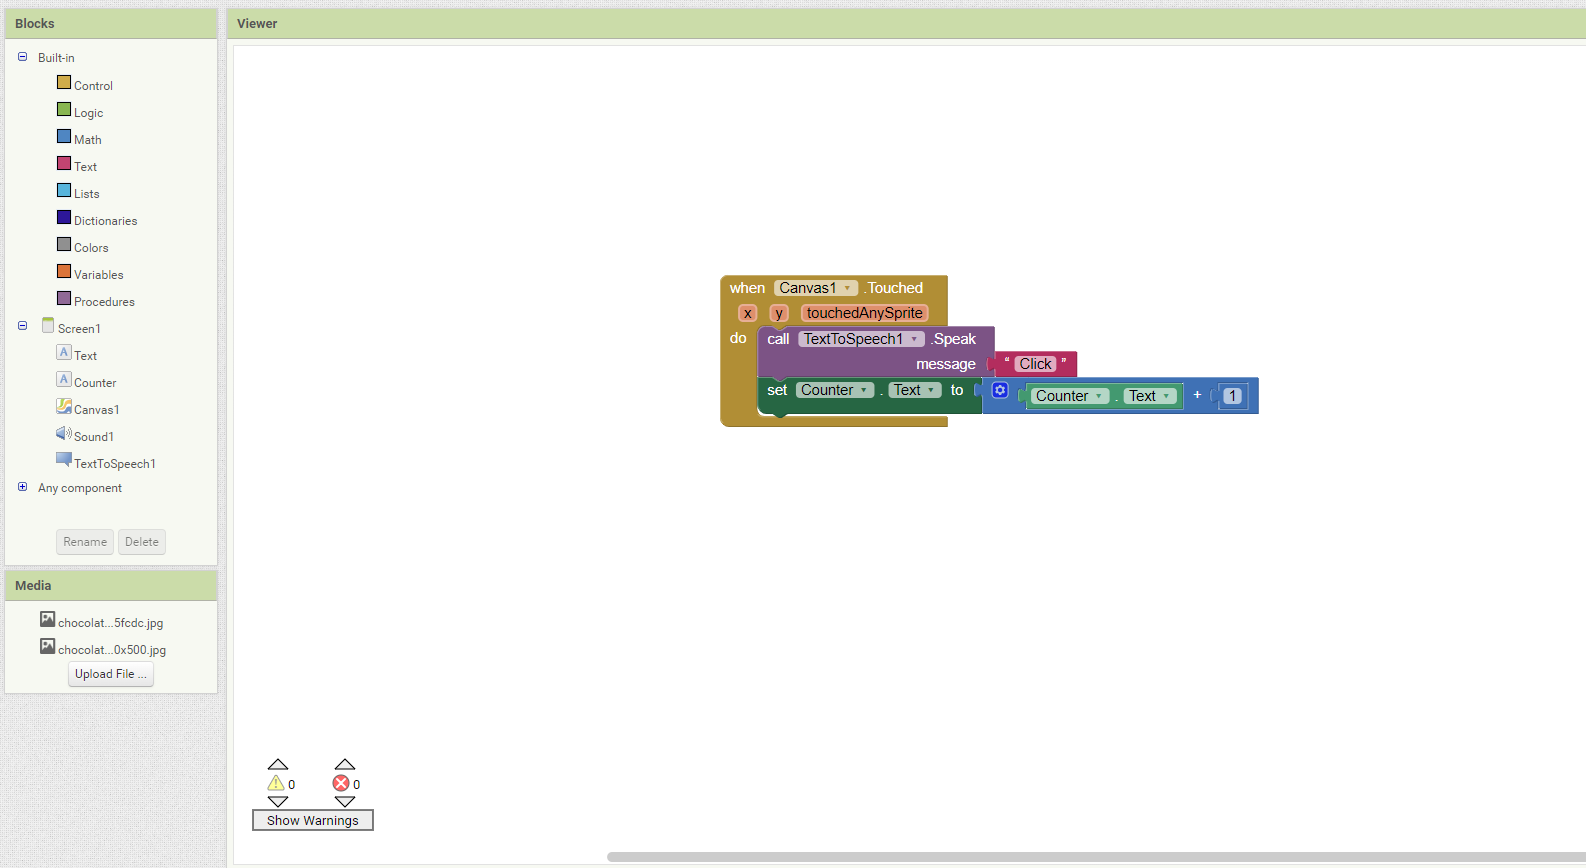 Blocks
Built-in
Control
Logic
Math
Text
Lists
Dictionaries
Colors
Variables
Procedures
Screen1
Text
Counter
Canvas1
Sound1
TextToSpeech1
Any component
Rename Delete
Media
chocolat...5fcdc.jpg
chocolat...0x500.jpg
Upload File ...
Viewer
when Canvas1 .Touched
x y touchedAnySprite
do call TextToSpeech1 .Speak
message “ Click ”
set Counter . Text to Counter . Text + 1
0 0
Show Warnings